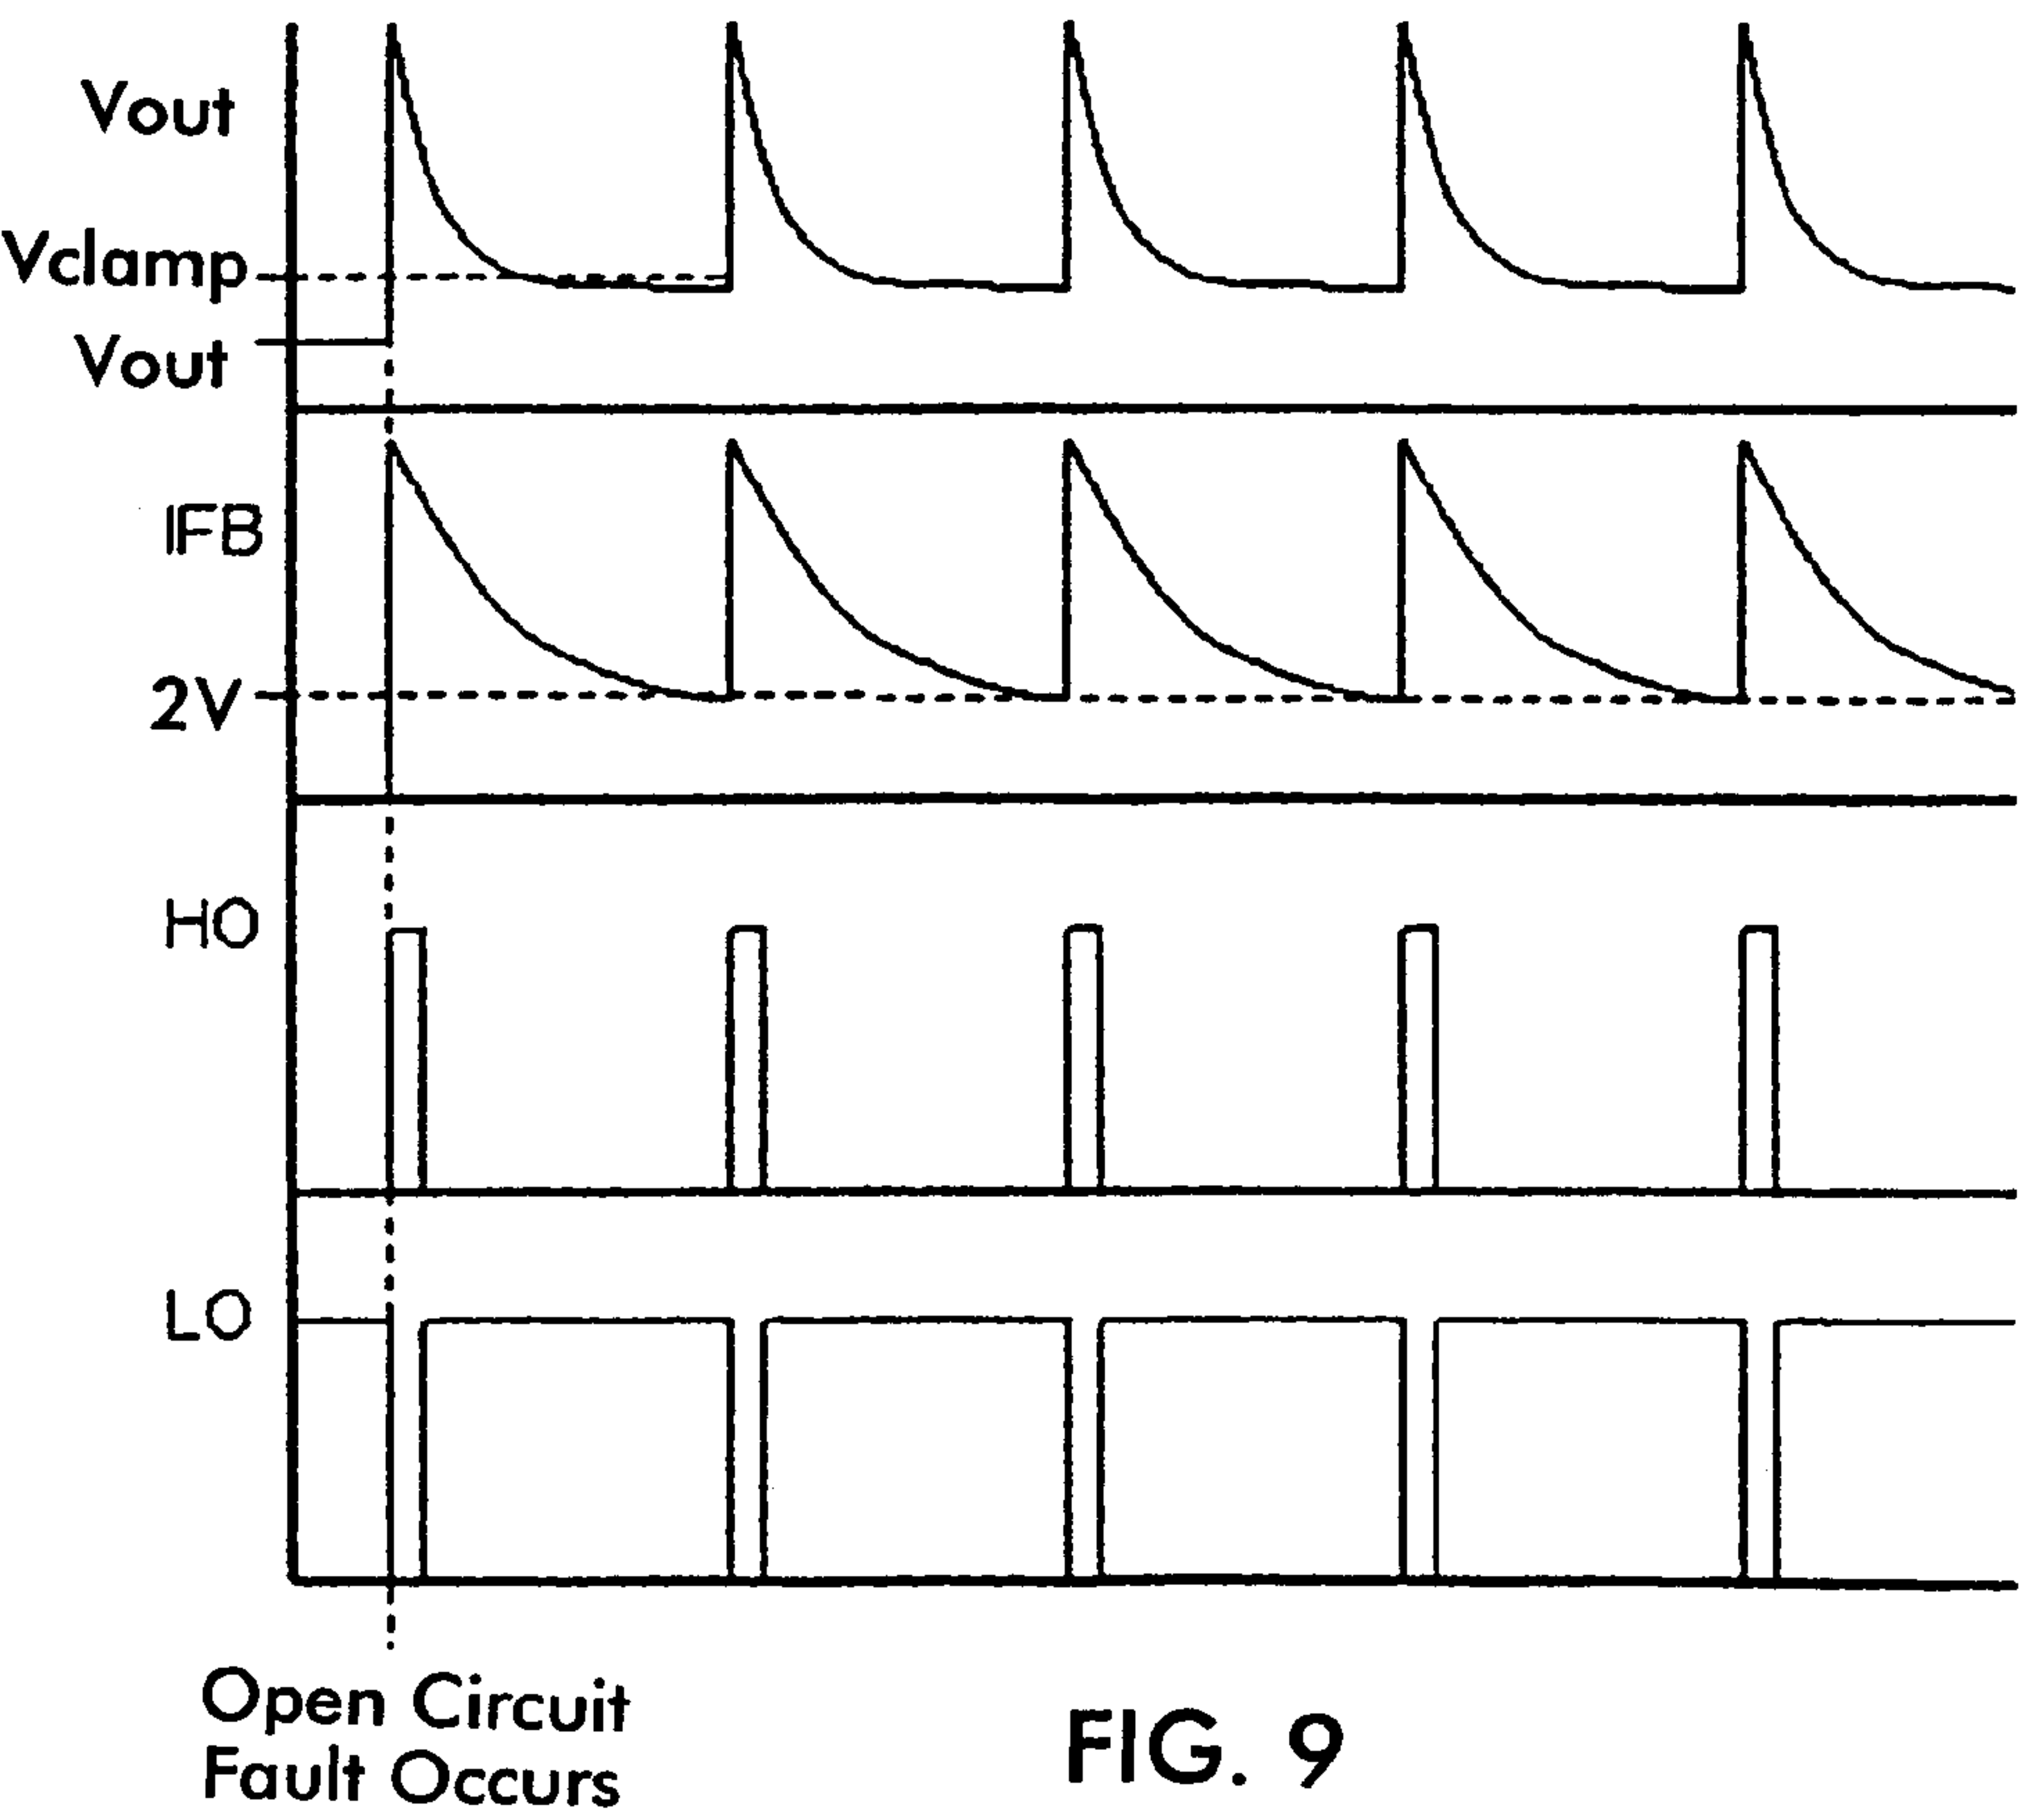 Vout
Vclamp
Vout
IFB
2V
HO
LO
Open Circuit
Fault Occurs
FIG. 9